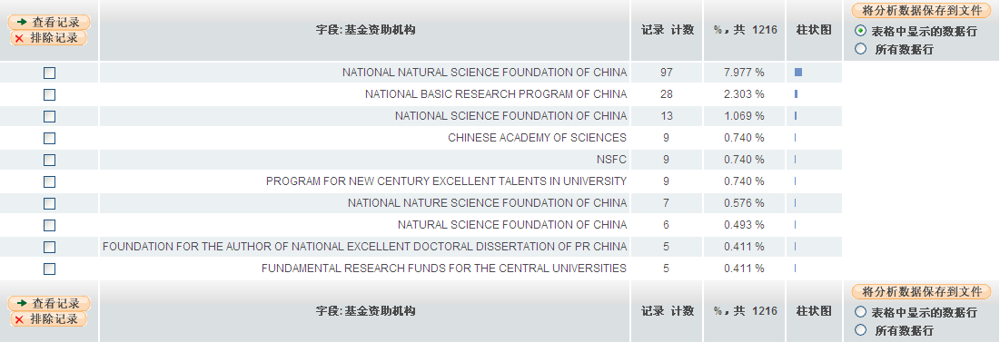 查看记录
排除记录
字段: 基金资助机构
记录 计数
%，共 1216
柱状图
将分析数据保存到文件
表格中显示的数据行
所有数据行
NATIONAL NATURAL SCIENCE FOUNDATION OF CHINA 97 7.977 %
NATIONAL BASIC RESEARCH PROGRAM OF CHINA 28 2.303 %
NATIONAL SCIENCE FOUNDATION OF CHINA 13 1.069 %
CHINESE ACADEMY OF SCIENCES 9 0.740 %
NSFC 9 0.740 %
PROGRAM FOR NEW CENTURY EXCELLENT TALENTS IN UNIVERSITY 9 0.740 %
NATIONAL NATURE SCIENCE FOUNDATION OF CHINA 7 0.576 %
NATURAL SCIENCE FOUNDATION OF CHINA 6 0.493 %
FOUNDATION FOR THE AUTHOR OF NATIONAL EXCELLENT DOCTORAL DISSERTATION OF PR CHINA 5 0.411 %
FUNDAMENTAL RESEARCH FUNDS FOR THE CENTRAL UNIVERSITIES 5 0.411 %
查看记录
排除记录
字段: 基金资助机构
记录 计数
%，共 1216
柱状图
将分析数据保存到文件
表格中显示的数据行
所有数据行